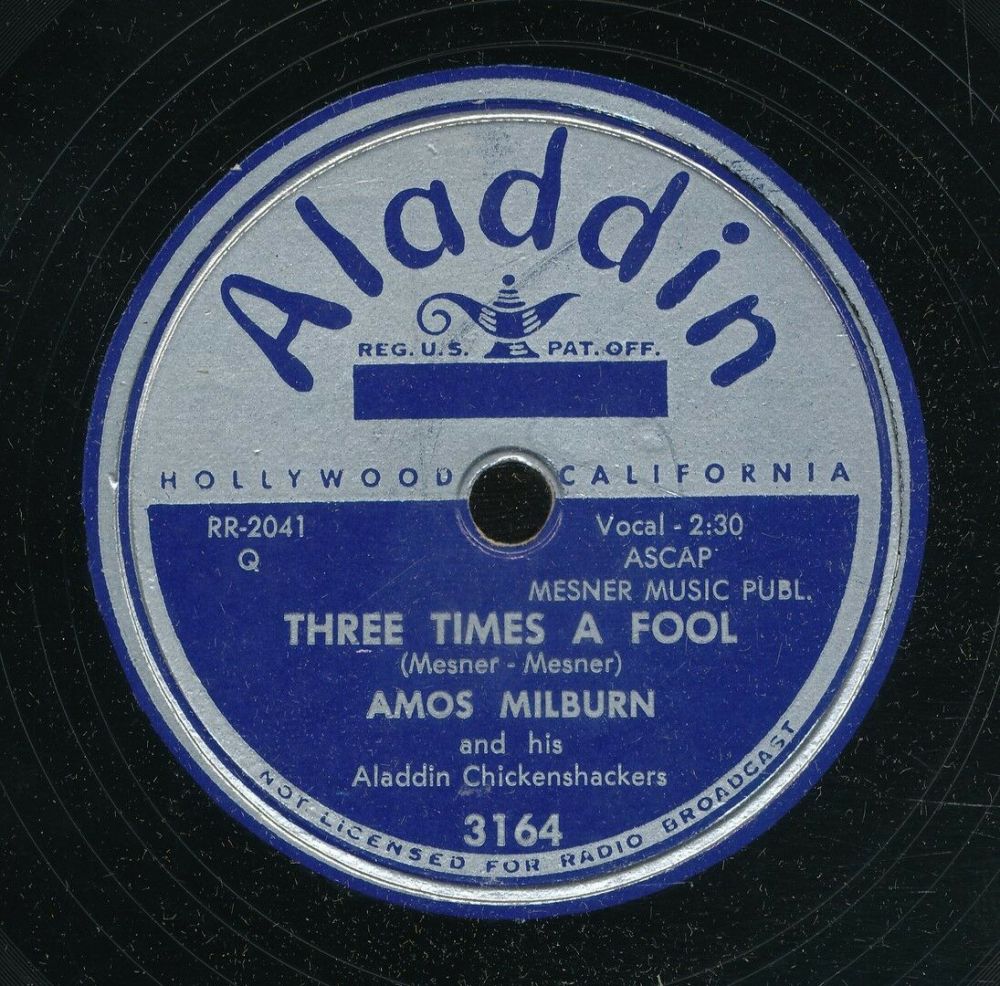 Aladdin
REG. U.S. PAT. OFF.
HOLLYWOOD CALIFORNIA
RR-2041
Q
Vocal - 2:30
ASCAP
MESNER MUSIC PUBL.
THREE TIMES A FOOL
(Mesner - Mesner)
AMOS MILBURN
and his
Aladdin Chickenshackers
3164
NOT LICENSED FOR RADIO BROADCAST